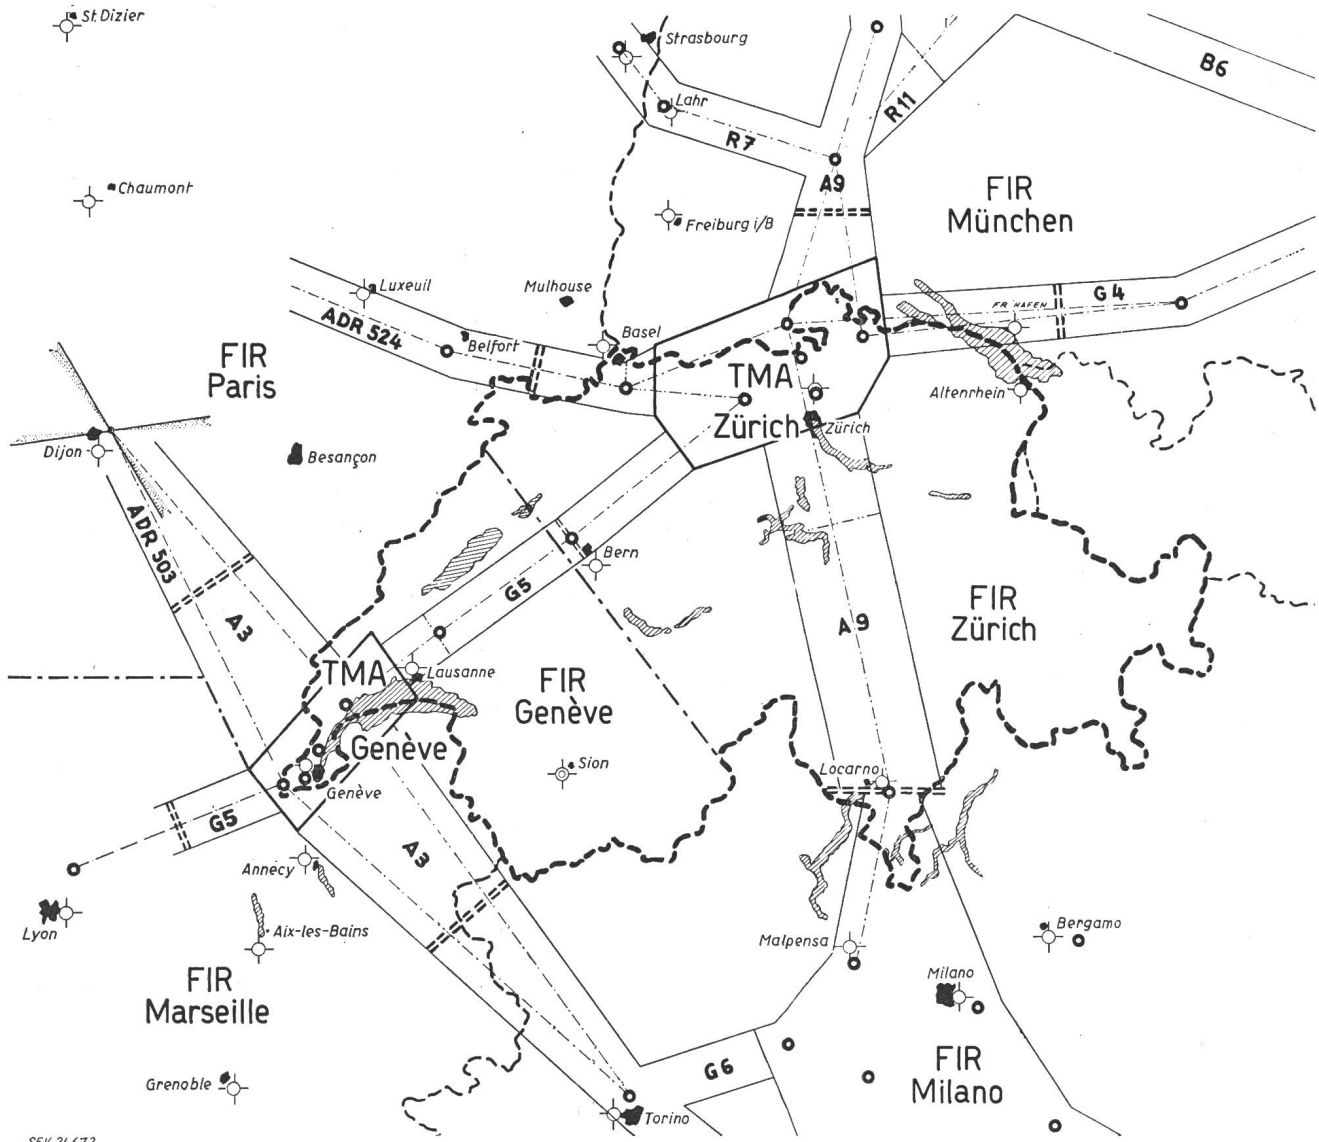 St. Dizier
Strasbourg
B6
Lahr
R11
R7
Chaumont
A9
FIR
München
Freiburg i/B
Luxeuil
Mulhouse
G4
FR. HAFEN
ADR 524
Basel
Belfort
FIR
Paris
TMA
Zürich
Altenrhein
Zürich
Dijon
Besançon
ADR 503
Bern
G5
A3
A9
FIR
Zürich
TMA
Genève
Lausanne
FIR
Genève
Sion
Locarno
Genève
G5
A3
Annecy
Lyon
Aix-les-Bains
Malpensa
Bergamo
Milano
FIR
Marseille
G6
FIR
Milano
Grenoble
Torino